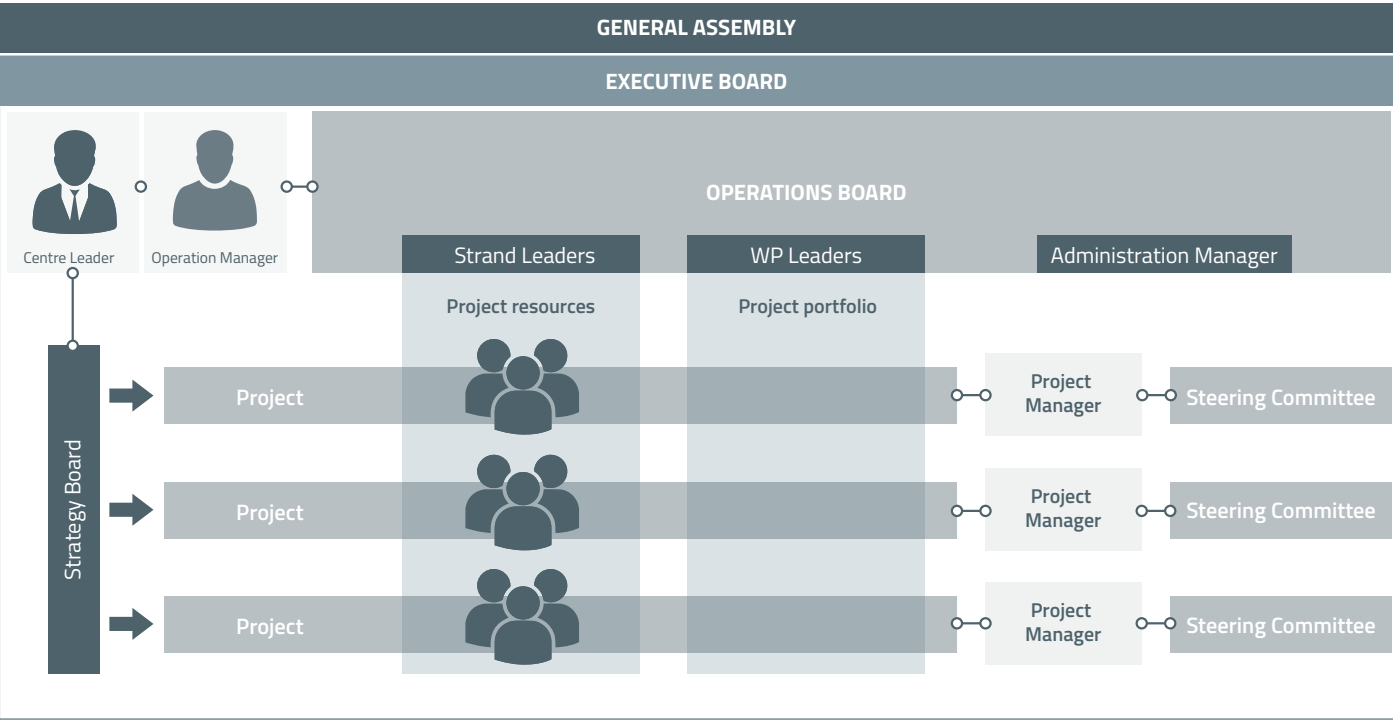 GENERAL ASSEMBLY
EXECUTIVE BOARD
OPERATIONS BOARD
Centre Leader
Operation Manager
Strand Leaders
WP Leaders
Administration Manager
Project resources
Project portfolio
Strategy Board
Project
Project
Manager
Steering Committee
Project
Project
Manager
Steering Committee
Project
Project
Manager
Steering Committee